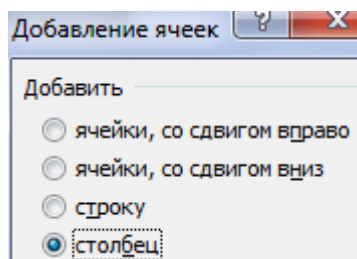 Добавление ячеек ?
Добавить
ячейки, со сдвигом вправо
ячейки, со сдвигом вниз
строку
столбец